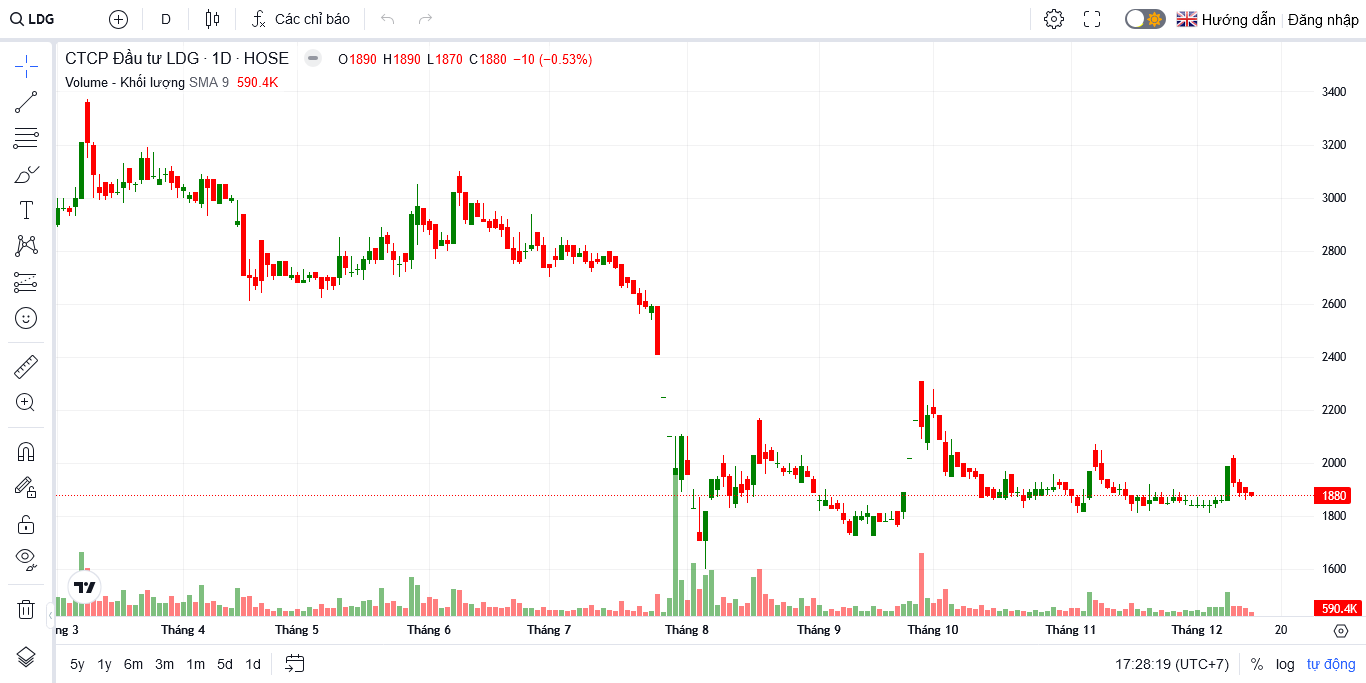 LDG D Các chỉ báo Hướng dẫn Đăng nhập
CTCP Đầu tư LDG · 1D · HOSE O1890 H1890 L1870 C1880 −10 (−0.53%)
Volume - Khối lượng SMA 9 590.4K
3400
3200
3000
2800
2600
2400
2200
2000
1880
1800
1600
590.4K
ng 3 Tháng 4 Tháng 5 Tháng 6 Tháng 7 Tháng 8 Tháng 9 Tháng 10 Tháng 11 Tháng 12 20
5y 1y 6m 3m 1m 5d 1d 17:28:19 (UTC+7) % log tự động